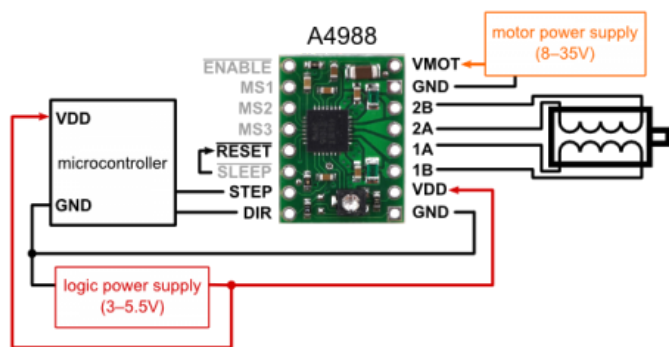 A4988
motor power supply
(8–35V)
ENABLE
VMOT
MS1
GND
MS2
2B
MS3
2A
RESET
1A
SLEEP
1B
STEP
VDD
DIR
GND
VDD
microcontroller
GND
logic power supply
(3–5.5V)